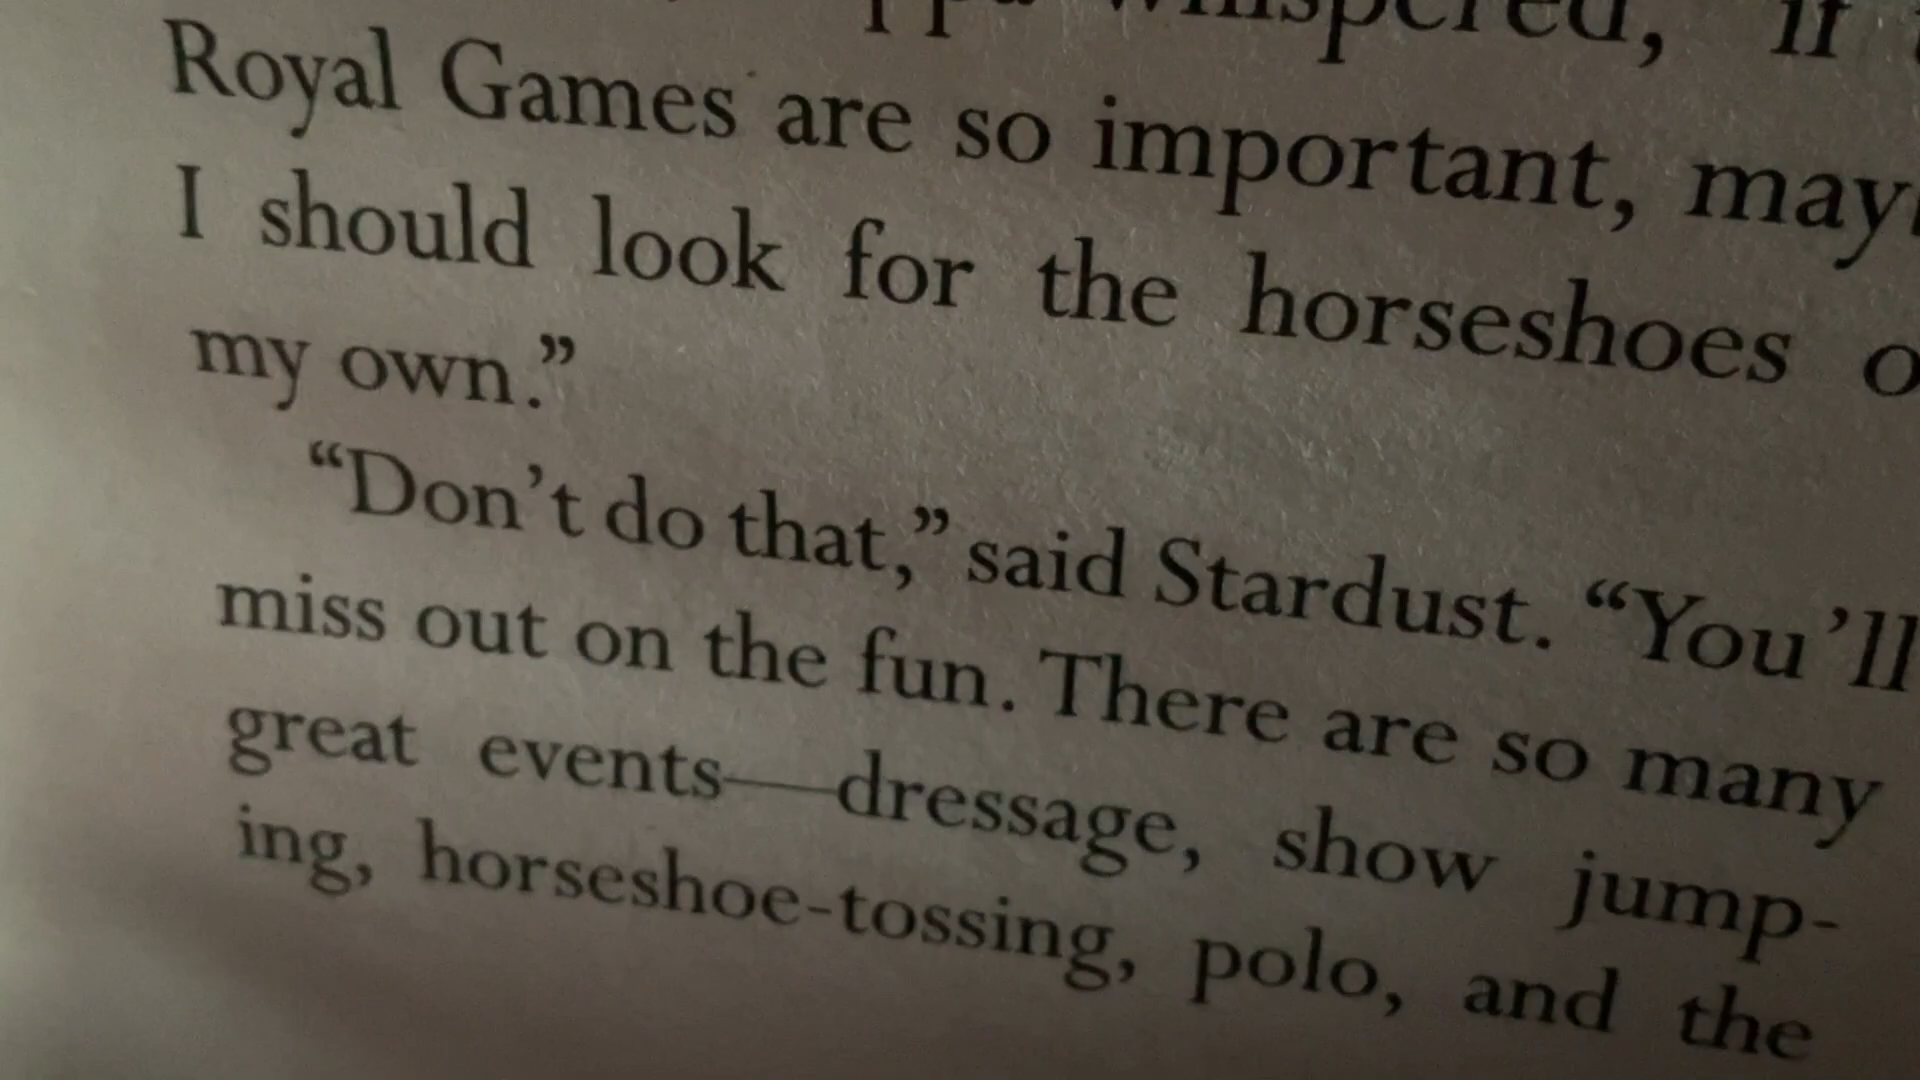 whispered, if
Royal Games are so important,
I should look for the horseshoes
my own.”
“Don’t do that,” said Stardust. “You’ll
miss out on the fun. There are so many
great events—dressage, show jump-
ing, horseshoe-tossing, polo, and the